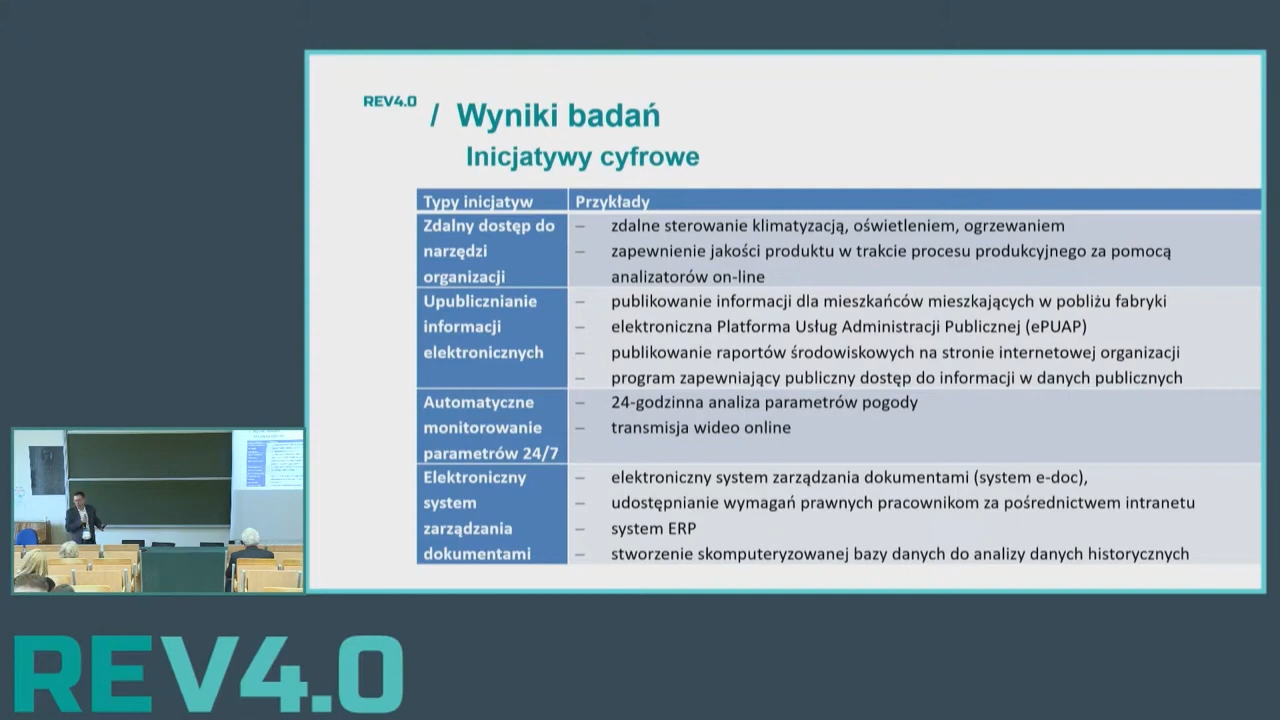 REV4.0
/ Wyniki badań
Inicjatywy cyfrowe
Typy inicjatyw
Przykłady
Zdalny dostęp do
narzędzi
organizacji
– zdalne sterowanie klimatyzacją, oświetleniem, ogrzewaniem
– zapewnienie jakości produktu w trakcie procesu produkcyjnego za pomocą
analizatorów on-line
Upublicznianie
informacji
elektronicznych
– publikowanie informacji dla mieszkańców mieszkających w pobliżu fabryki
– elektroniczna Platforma Usług Administracji Publicznej (ePUAP)
– publikowanie raportów środowiskowych na stronie internetowej organizacji
– program zapewniający publiczny dostęp do informacji w danych publicznych
Automatyczne
monitorowanie
parametrów 24/7
– 24-godzinna analiza parametrów pogody
– transmisja wideo online
Elektroniczny
system
zarządzania
dokumentami
– elektroniczny system zarządzania dokumentami (system e-doc),
– udostępnianie wymagań prawnych pracownikom za pośrednictwem intranetu
– system ERP
– stworzenie skomputeryzowanej bazy danych do analizy danych historycznych
REV4.0